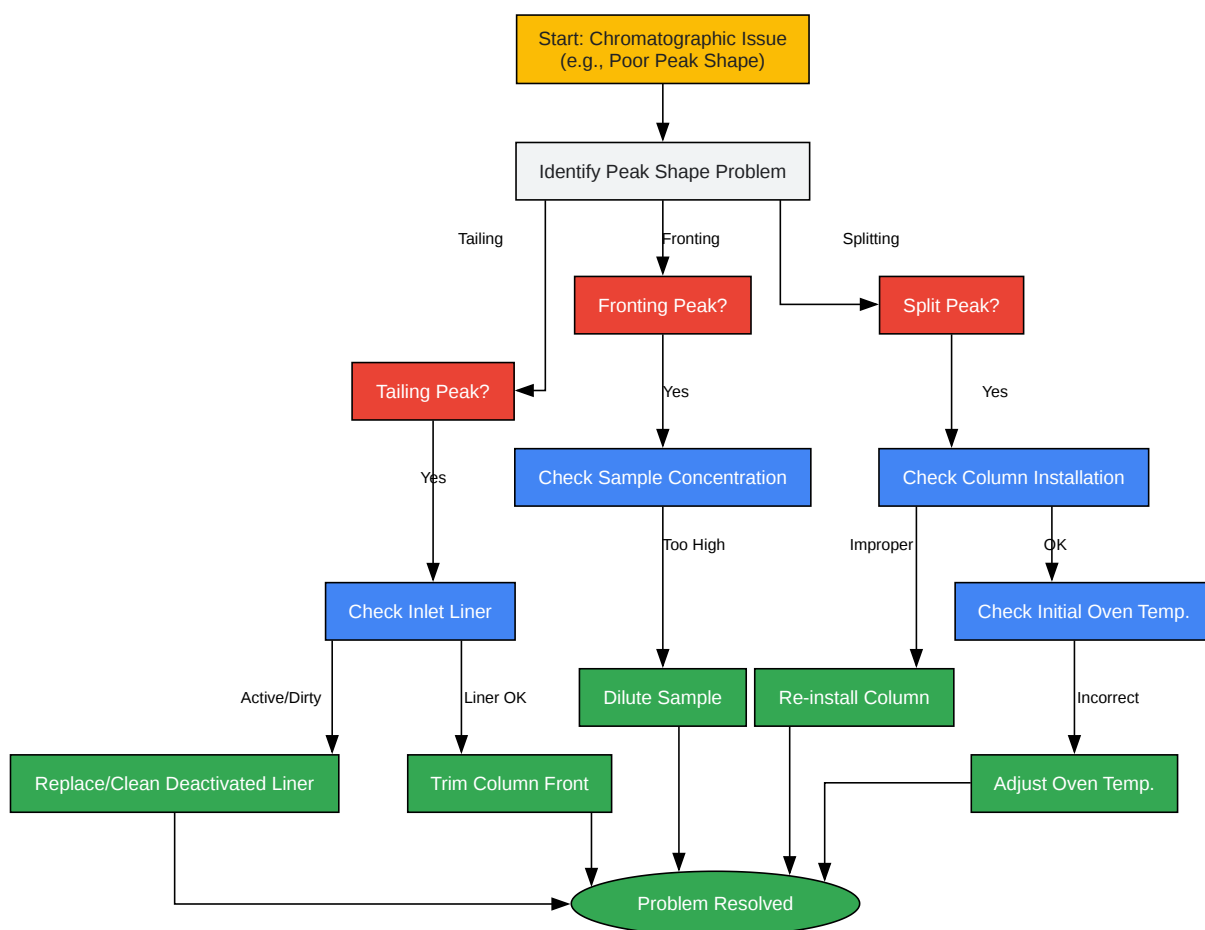 Start: Chromatographic Issue
(e.g., Poor Peak Shape)
Identify Peak Shape Problem
Tailing
Fronting
Splitting
Fronting Peak?
Split Peak?
Tailing Peak?
Yes
Yes
Yes
Check Sample Concentration
Check Column Installation
Too High
Improper
OK
Check Inlet Liner
Check Initial Oven Temp.
Active/Dirty
Liner OK
Dilute Sample
Re-install Column
Incorrect
Replace/Clean Deactivated Liner
Trim Column Front
Adjust Oven Temp.
Problem Resolved